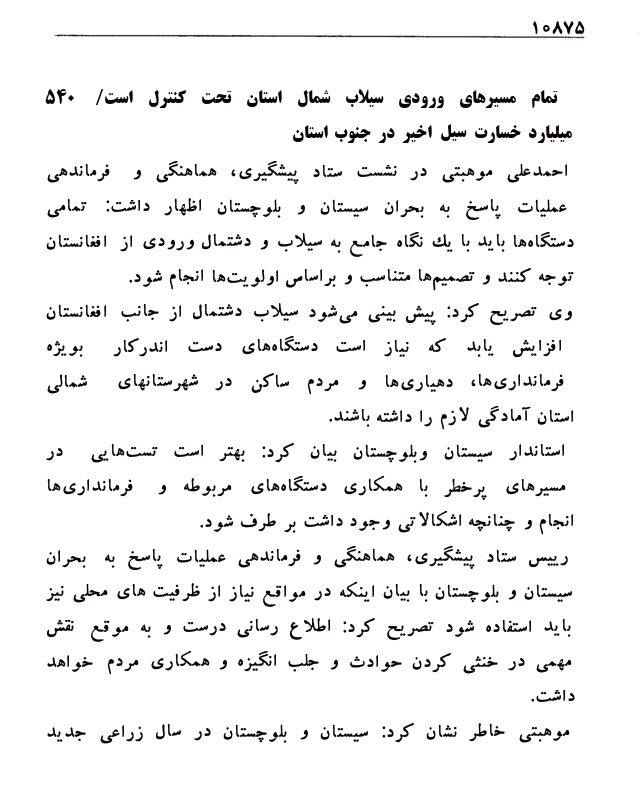 ۱۰۸۷۵
تمام مسیرهای ورودی سیلاب شمال استان تحت کنترل است/ ۵۴۰
میلیارد خسارت سیل اخیر در جنوب استان
احمدعلی موهبتی در نشست ستاد پیشگیری، هماهنگی و فرماندهی
عملیات پاسخ به بحران سیستان و بلوچستان اظهار داشت: تمامی
دستگاه‌ها باید با یك نگاه جامع به سیلاب و دشتمال ورودی از افغانستان
توجه کنند و تصمیم‌ها متناسب و براساس اولویت‌ها انجام شود.
وی تصریح کرد: پیش بینی می‌شود سیلاب دشتمال از جانب افغانستان
افزایش یابد که نیاز است دستگاه‌های دست اندرکار بویژه
فرمانداری‌ها، دهیاری‌ها و مردم ساکن در شهرستانهای شمالی
استان آمادگی لازم را داشته باشند.
استاندار سیستان وبلوچستان بیان کرد: بهتر است تست‌هایی در
مسیرهای پرخطر با همکاری دستگاه‌های مربوطه و فرمانداری‌ها
انجام و چنانچه اشکالاتی وجود داشت بر طرف شود.
رییس ستاد پیشگیری، هماهنگی و فرماندهی عملیات پاسخ به بحران
سیستان و بلوچستان با بیان اینکه در مواقع نیاز از ظرفیت های محلی نیز
باید استفاده شود تصریح کرد: اطلاع رسانی درست و به موقع نقش
مهمی در خنثی کردن حوادث و جلب انگیزه و همکاری مردم خواهد
داشت.
موهبتی خاطر نشان کرد: سیستان و بلوچستان در سال زراعی جدید